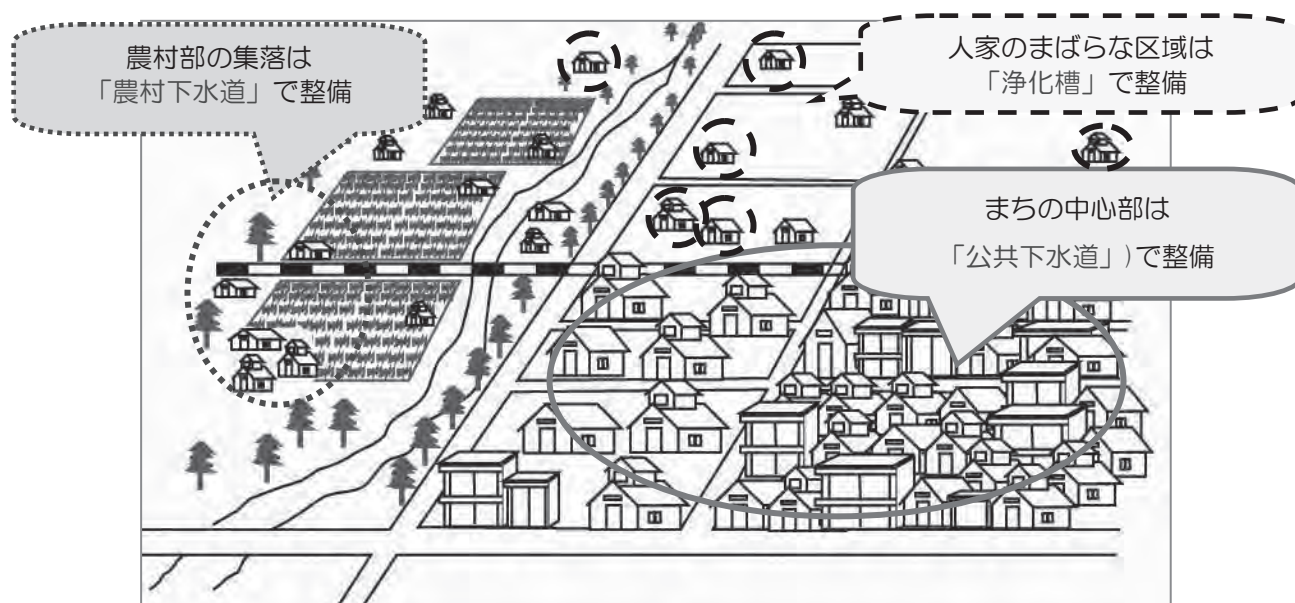 農村部の集落は
「農村下水道」で整備
人家のまばらな区域は
「浄化槽」で整備
まちの中心部は
「公共下水道」)で整備